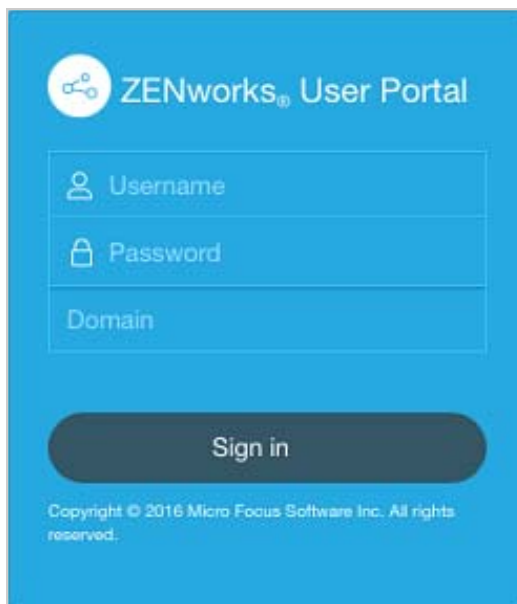 ZENworks® User Portal
Username
Password
Domain
Sign in
Copyright © 2016 Micro Focus Software Inc. All rights
reserved.